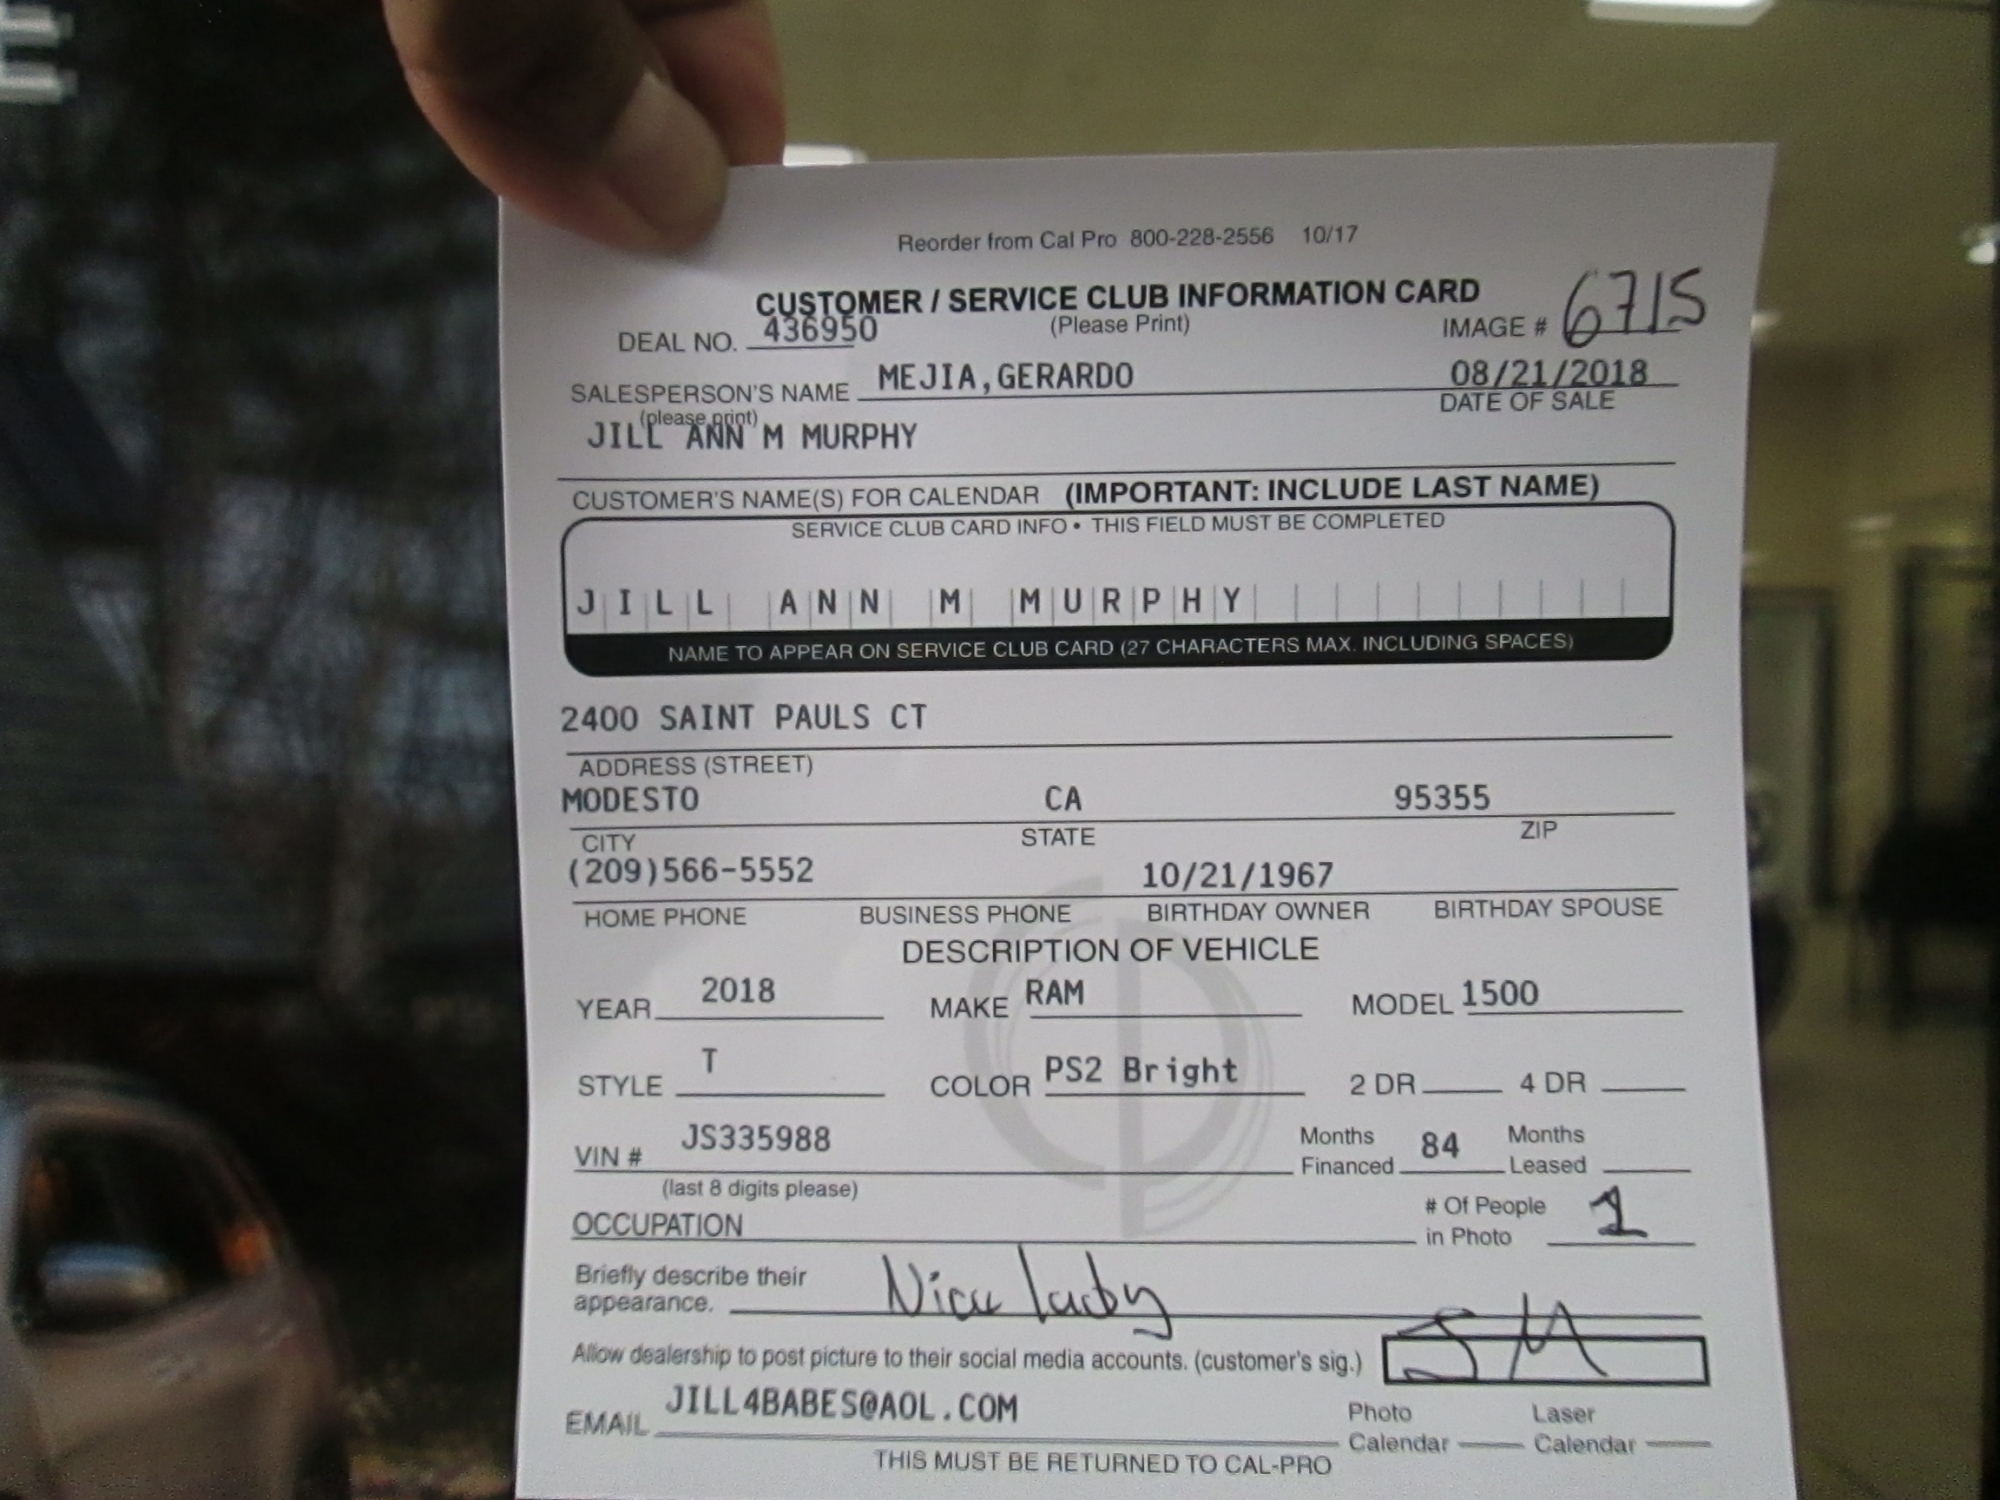 E
Reorder from Cal Pro 800-228-2556 10/17
CUSTOMER / SERVICE CLUB INFORMATION CARD
DEAL NO. 436950 (Please Print) IMAGE # 6715
SALESPERSON'S NAME MEJIA,GERARDO 08/21/2018
(please print) DATE OF SALE
JILL ANN M MURPHY
CUSTOMER'S NAME(S) FOR CALENDAR (IMPORTANT: INCLUDE LAST NAME)
SERVICE CLUB CARD INFO • THIS FIELD MUST BE COMPLETED
JILL ANN M MURPHY
NAME TO APPEAR ON SERVICE CLUB CARD (27 CHARACTERS MAX. INCLUDING SPACES)
2400 SAINT PAULS CT
ADDRESS (STREET)
MODESTO CA 95355
CITY STATE ZIP
(209)566-5552 10/21/1967
HOME PHONE BUSINESS PHONE BIRTHDAY OWNER BIRTHDAY SPOUSE
DESCRIPTION OF VEHICLE
YEAR 2018 MAKE RAM MODEL 1500
STYLE T COLOR PS2 Bright 2 DR 4 DR
VIN # JS335988 Months Financed 84 Months Leased
(last 8 digits please)
OCCUPATION # Of People in Photo 1
Briefly describe their appearance. Nice lady
Allow dealership to post picture to their social media accounts. (customer's sig.) JM
EMAIL JILL4BABES@AOL.COM Photo Calendar Laser Calendar
THIS MUST BE RETURNED TO CAL-PRO